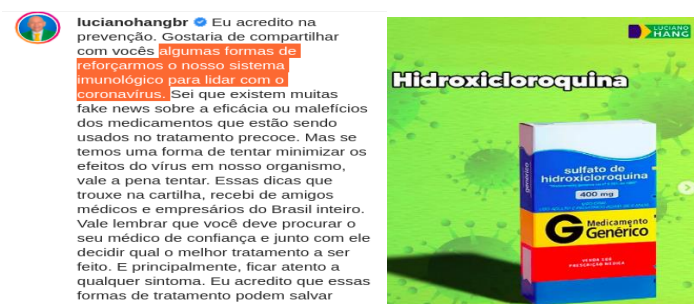 lucianohangbr Eu acredito na
prevenção. Gostaria de compartilhar
com vocês algumas formas de
reforçarmos o nosso sistema
imunológico para lidar com o
coronavírus. Sei que existem muitas
fake news sobre a eficácia ou malefícios
dos medicamentos que estão sendo
usados no tratamento precoce. Mas se
temos uma forma de tentar minimizar os
efeitos do vírus em nosso organismo,
vale a pena tentar. Essas dicas que
trouxe na cartilha, recebi de amigos
médicos e empresários do Brasil inteiro.
Vale lembrar que você deve procurar o
seu médico de confiança e junto com ele
decidir qual o melhor tratamento a ser
feito. E principalmente, ficar atento a
qualquer sintoma. Eu acredito que essas
formas de tratamento podem salvar
LUCIANO
HANG
Hidroxicloroquina
genérico
sulfato de
hidroxicloroquina
400 mg
G Medicamento
Genérico
VENDA SOB
PRESCRIÇÃO MÉDICA